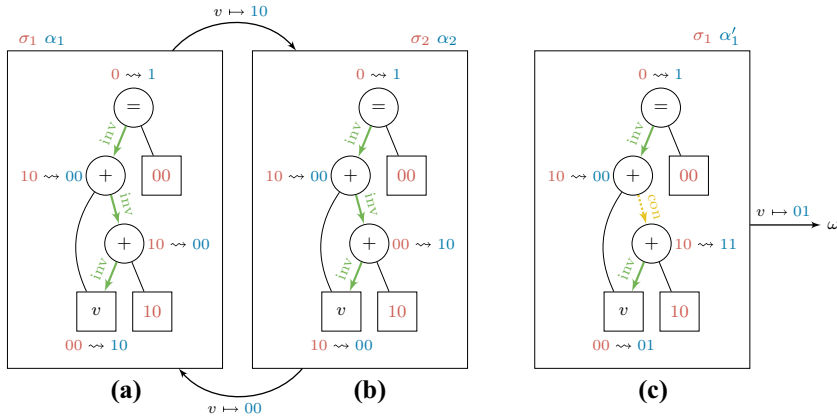 v ↦ 10
σ1 α1
0 ⇝ 1
=
inv
10 ⇝ 00
+
00
inv
+
10 ⇝ 00
inv
v
10
00 ⇝ 10
(a)
v ↦ 00
σ2 α2
0 ⇝ 1
=
inv
10 ⇝ 00
+
00
inv
+
00 ⇝ 10
inv
v
10
10 ⇝ 00
(b)
σ1 α′1
0 ⇝ 1
=
inv
10 ⇝ 00
+
00
con
+
10 ⇝ 11
inv
v
10
00 ⇝ 01
(c)
v ↦ 01
ω